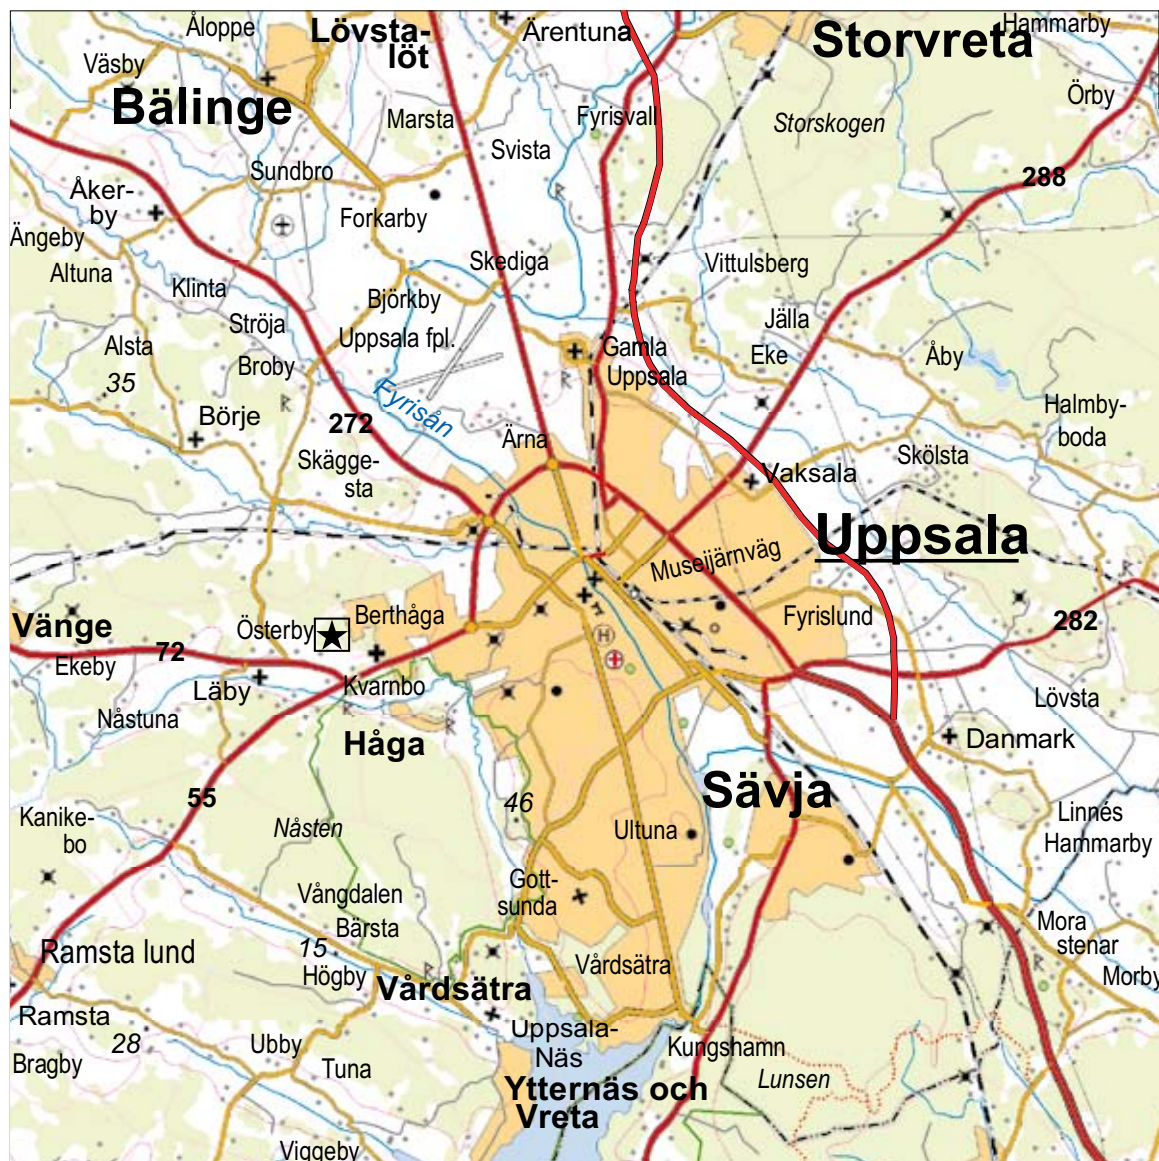 Åloppe
Lövsta-
löt
Ärentuna
Storvreta
Hammarby
Väsby
Bälinge
Örby
Marsta
Fyrisvall
Storskogen
Svista
Sundbro
288
Åker-
by
Forkarby
Ängeby
Altuna
Skediga
Vittulsberg
Klinta
Björkby
Ströja
Uppsala fpl.
Jälla
Alsta
Broby
Gamla
Uppsala
Eke
Åby
35
Fyrisån
Börje
272
Ärna
Halmby-
boda
Skägge-
sta
Skölsta
Vaksala
Uppsala
Museijärnväg
Vänge
Österby
Berthåga
Fyrislund
282
Ekeby
72
H
Läby
Kvarnbo
Nåstuna
Lövsta
Håga
Danmark
55
46
Sävja
Kanike-
bo
Nåsten
Ultuna
Linnés
Hammarby
Vångdalen
Gott-
sunda
Bärsta
Mora
stenar
Ramsta lund
15
Högby
Vårdsätra
Vårdsätra
Morby
Ramsta
28
Uppsala-
Näs
Bragby
Ubby
Tuna
Kungshamn
Lunsen
Ytternäs och
Vreta
Viggeby